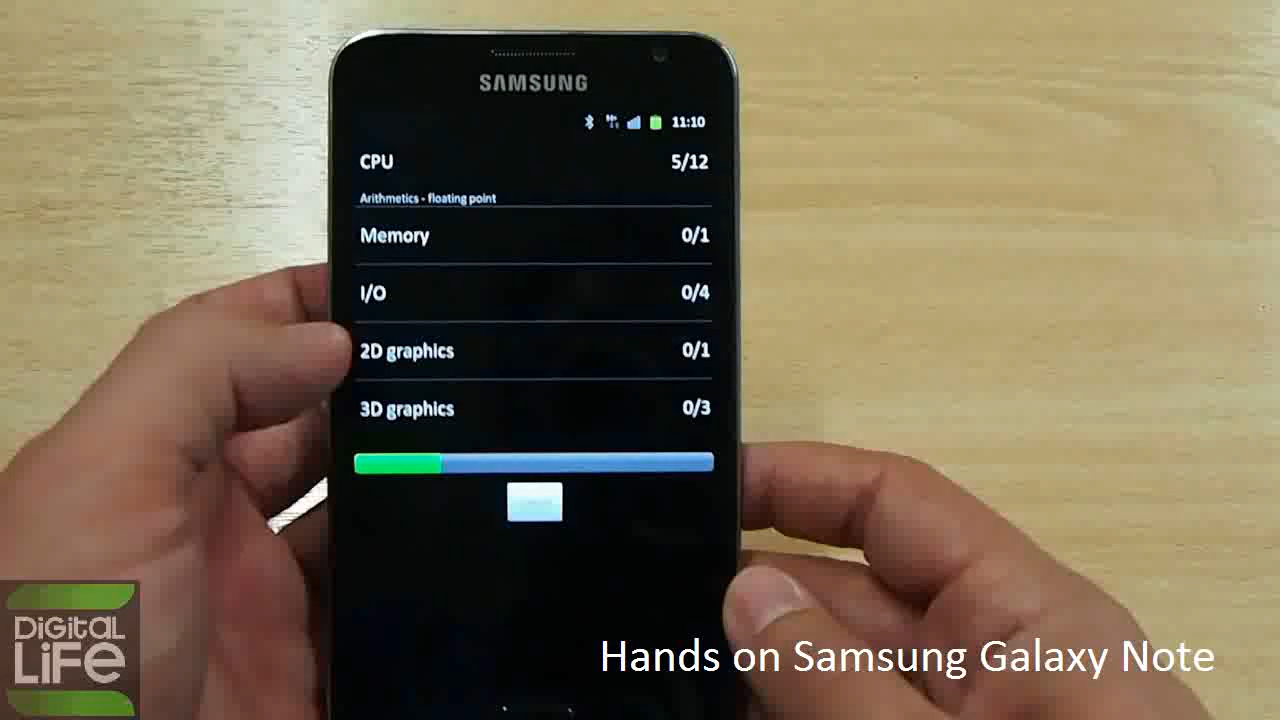 SAMSUNG
11:10
CPU 5/12
Arithmetics - floating point
Memory 0/1
I/O 0/4
2D graphics 0/1
3D graphics 0/3
DiGitAL
LiFe
Hands on Samsung Galaxy Note